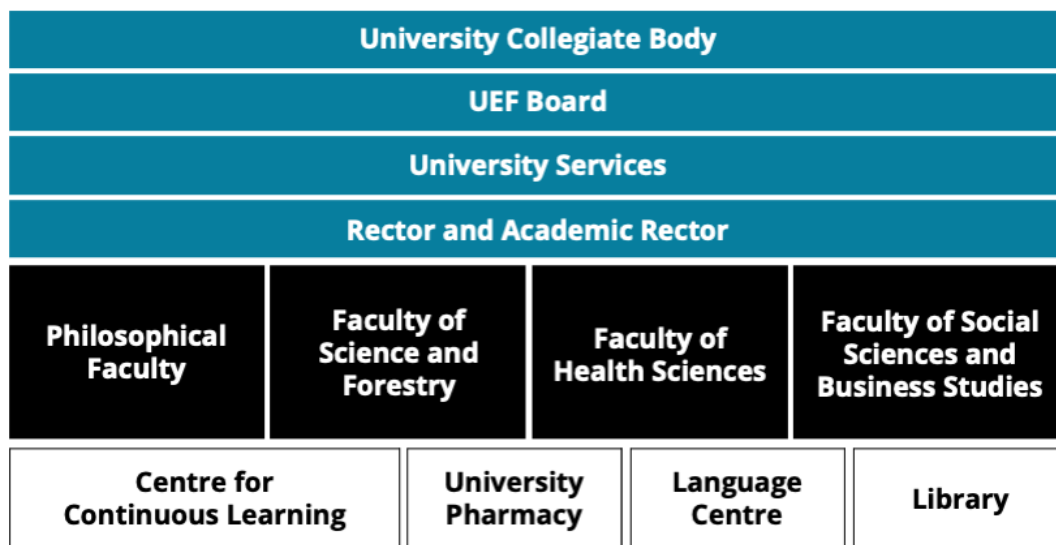 University Collegiate Body
UEF Board
University Services
Rector and Academic Rector
Philosophical
Faculty
Faculty of
Science and
Forestry
Faculty of
Health Sciences
Faculty of Social
Sciences and
Business Studies
Centre for
Continuous Learning
University
Pharmacy
Language
Centre
Library